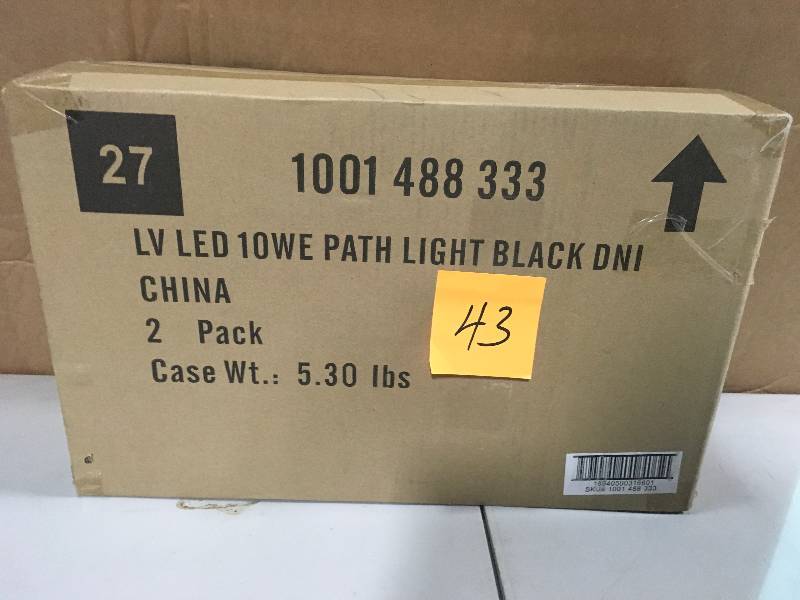 27
1001 488 333
LV LED 10WE PATH LIGHT BLACK DNI
CHINA
2 Pack
Case Wt.: 5.30 lbs
43
16940590316601
SKU# 1001 488 333